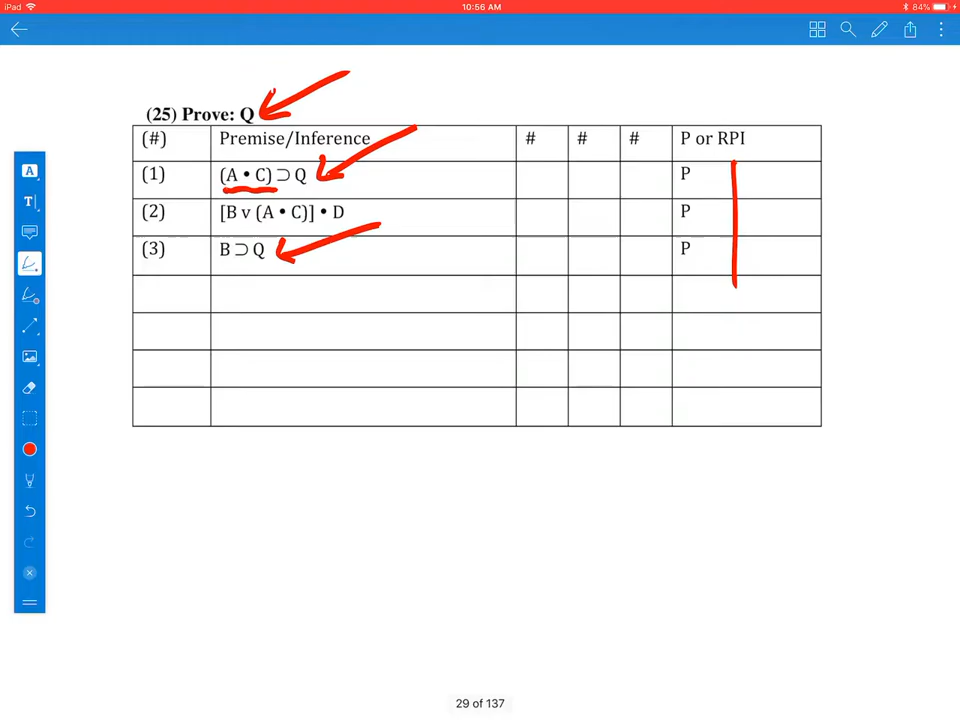 iPad 10:56 AM 84%
(25) Prove: Q
(#) Premise/Inference # # # P or RPI
(1) (A • C) ⊃ Q P
(2) [B v (A • C)] • D P
(3) B ⊃ Q P
A
T
29 of 137